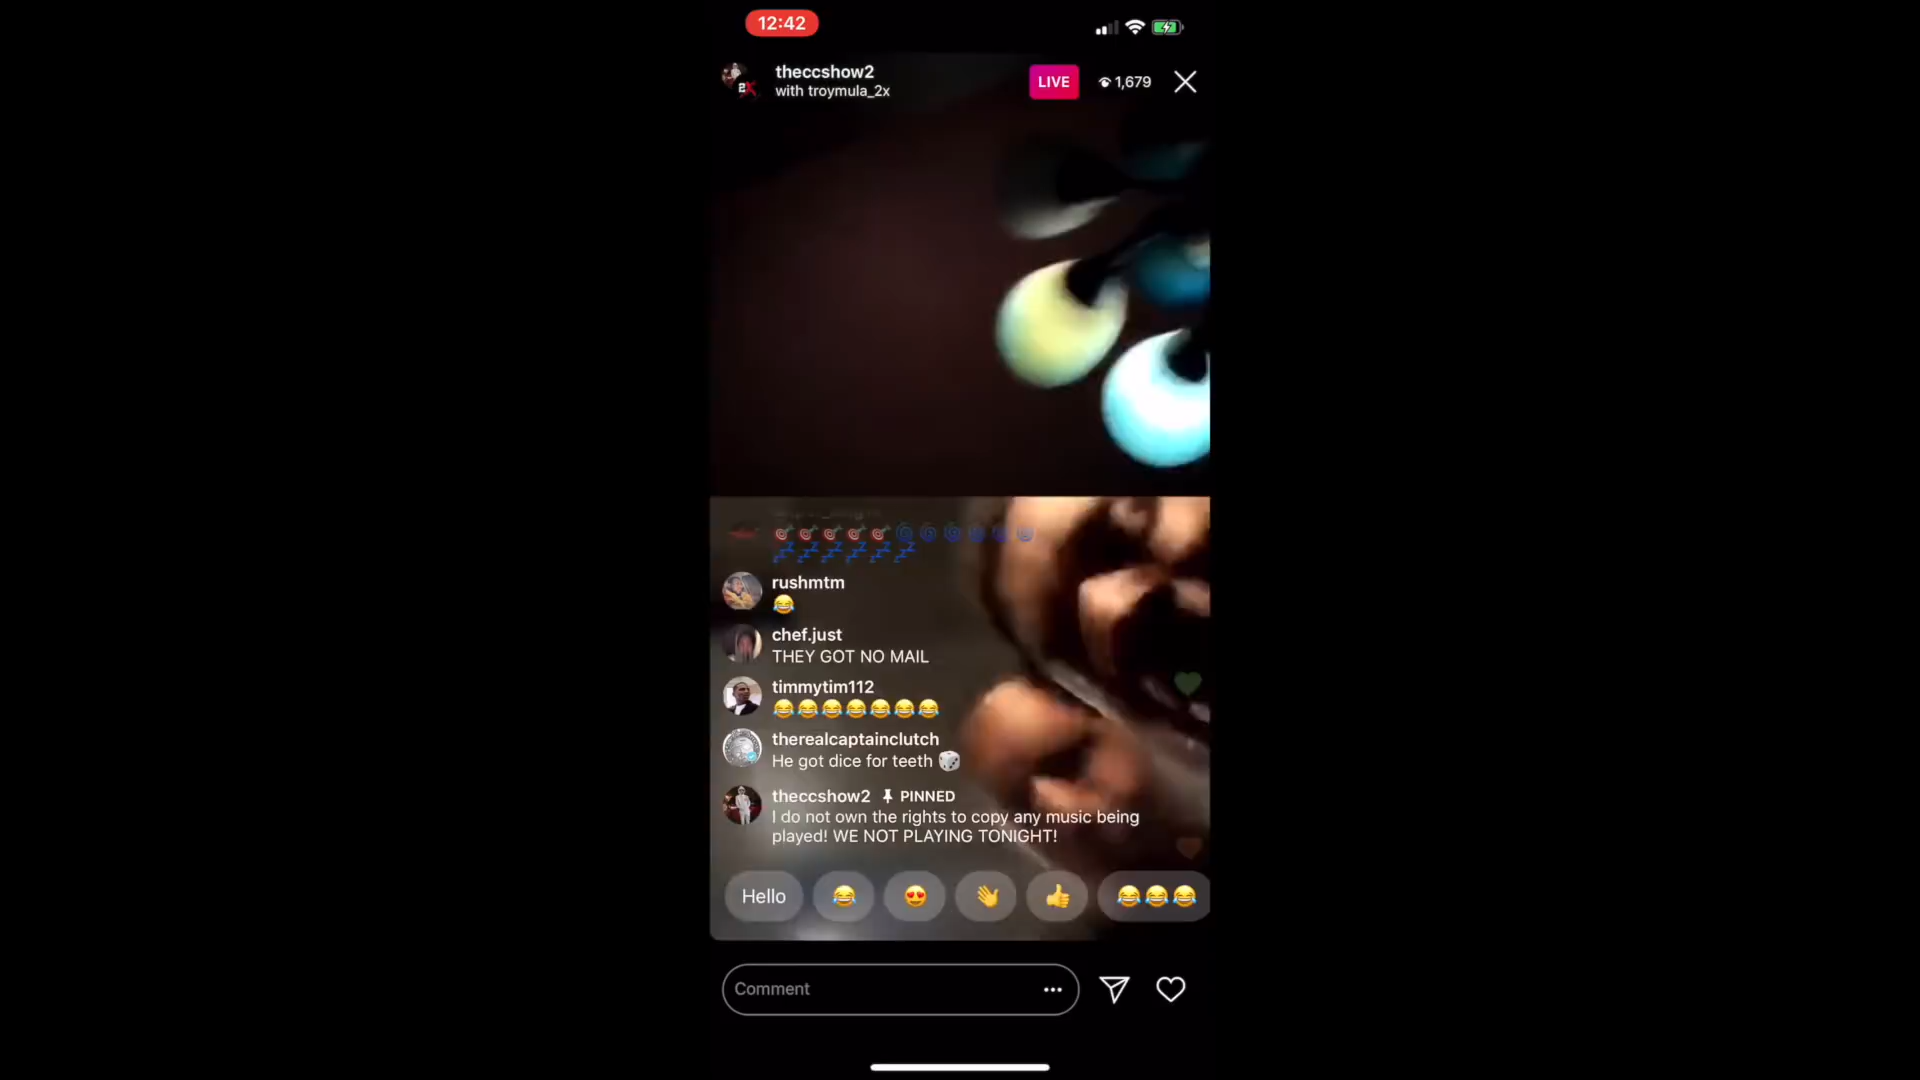 12:42
theccshow2
with troymula_2x
LIVE
1,679
2X
🎯🎯🎯🎯🎯🌀🌀🌀🌀🌀🌀
💤💤💤💤💤💤
rushmtm
😂
chef.just
THEY GOT NO MAIL
timmytim112
😂😂😂😂😂😂😂
therealcaptainclutch
He got dice for teeth 🎲
theccshow2 📌 PINNED
I do not own the rights to copy any music being
played! WE NOT PLAYING TONIGHT!
Hello 😂 😍 👋 👍 😂😂😂
Comment